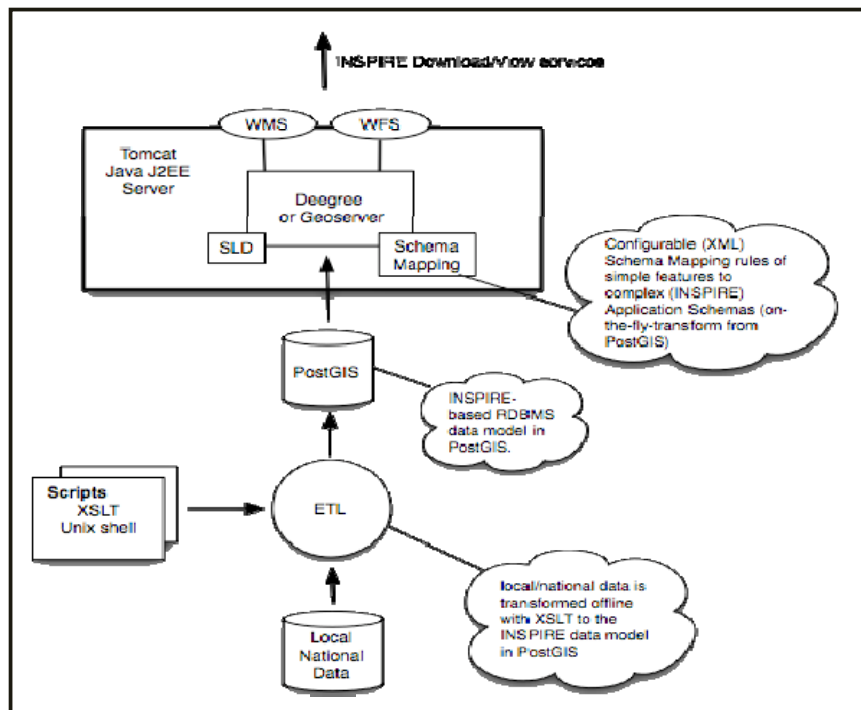 INSPIRE Download/View services
WMS
WFS
Tomcat
Java J2EE
Server
Deegree
or Geoserver
SLD
Schema
Mapping
Configurable (XML)
Schema Mapping rules of
simple features to
complex (INSPIRE)
Application Schemas (on-
the-fly-transform from
PostGIS)
PostGIS
INSPIRE-
based RDBMS
data model in
PostGIS.
Scripts
XSLT
Unix shell
ETL
local/national data is
transformed offline
with XSLT to the
INSPIRE data model
in PostGIS
Local
National
Data